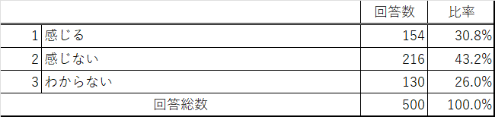 回答数 比率
1 感じる 154 30.8%
2 感じない 216 43.2%
3 わからない 130 26.0%
回答総数 500 100.0%